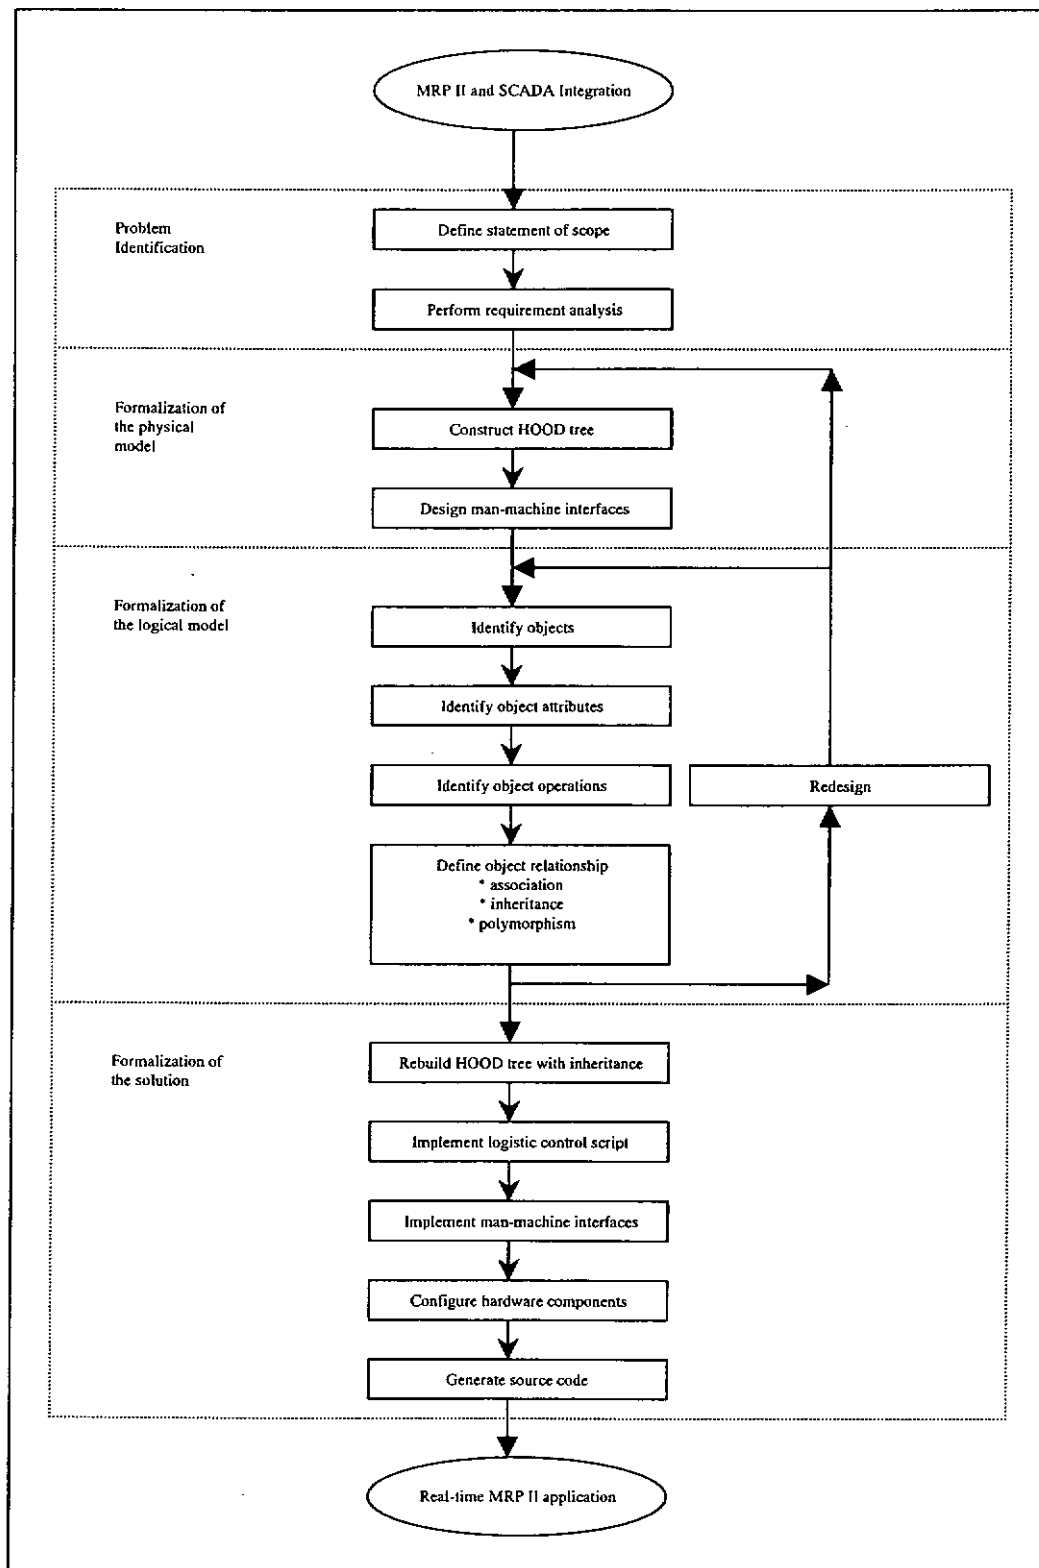 MRP II and SCADA Integration
Problem
Identification
Define statement of scope
Perform requirement analysis
Formalization of
the physical
model
Construct HOOD tree
Design man-machine interfaces
Formalization of
the logical model
Identify objects
Identify object attributes
Identify object operations
Redesign
Define object relationship
* association
* inheritance
* polymorphism
Formalization of
the solution
Rebuild HOOD tree with inheritance
Implement logistic control script
Implement man-machine interfaces
Configure hardware components
Generate source code
Real-time MRP II application